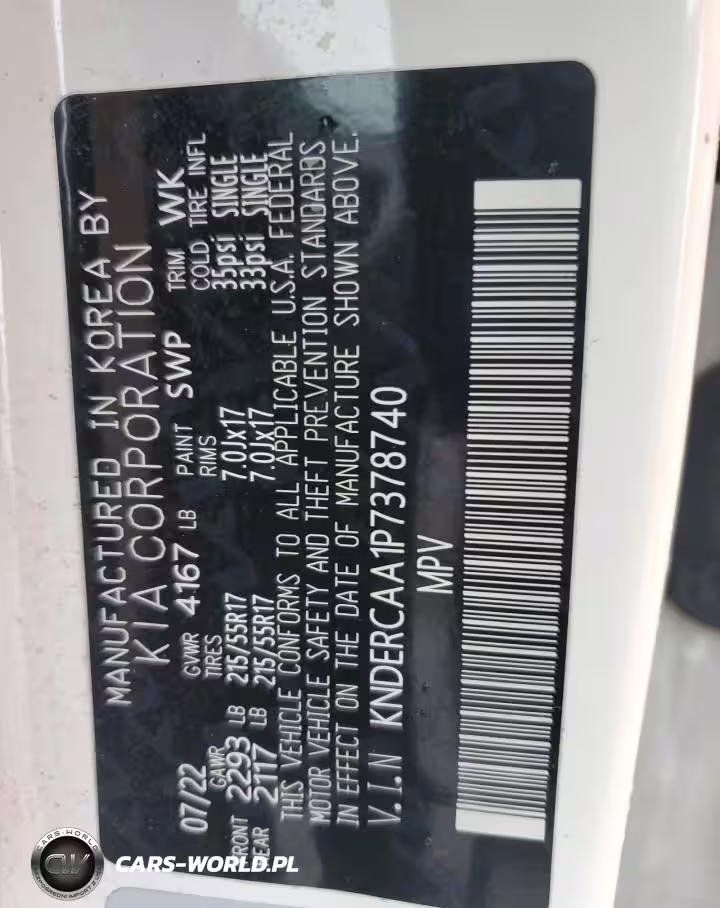 MANUFACTURED IN KOREA BY
KIA CORPORATION
07/22 GVWR 4167 LB PAINT SWP TRIM WK
GAWR TIRES RIMS COLD TIRE INFL
FRONT 2293 LB 215/55R17 7.0Jx17 35psi SINGLE
REAR 2117 LB 215/55R17 7.0Jx17 33psi SINGLE
THIS VEHICLE CONFORMS TO ALL APPLICABLE U.S.A. FEDERAL
MOTOR VEHICLE SAFETY AND THEFT PREVENTION STANDARDS
IN EFFECT ON THE DATE OF MANUFACTURE SHOWN ABOVE.
V.I.N KNDERCAA1P7378740
MPV
CARS-WORLD
CW
CARS-WORLD.PL